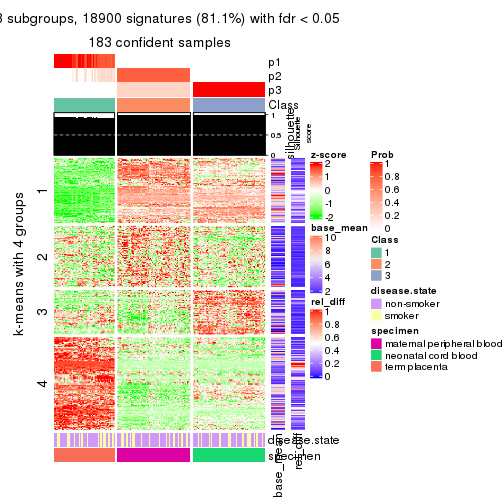 3 subgroups, 18900 signatures (81.1%) with fdr < 0.05
183 confident samples
p1
p2
p3
Class
1
0.5
0
silhouette
Silhouette
score
k-means with 4 groups
1
2
3
4
z-score
2
1
0
-1
-2
base_mean
10
8
6
4
2
rel_diff
1
0.8
0.6
0.4
0.2
0
Prob
1
0.8
0.6
0.4
0.2
0
Class
1
2
3
disease.state
non-smoker
smoker
specimen
maternal peripheral blood
neonatal cord blood
term placenta
disease.state
specimen
base_mean
rel_diff